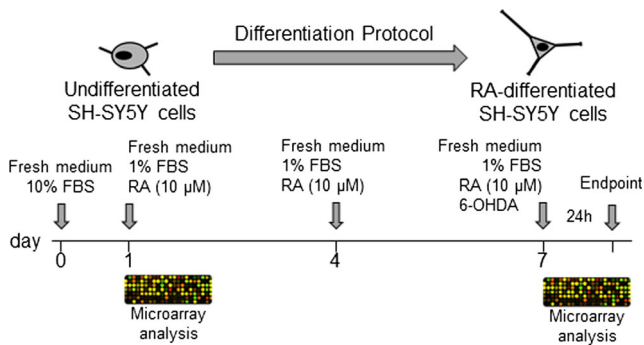 Differentiation Protocol
Undifferentiated
SH-SY5Y cells
RA-differentiated
SH-SY5Y cells
Fresh medium
10% FBS
Fresh medium
1% FBS
RA (10 µM)
Fresh medium
1% FBS
RA (10 µM)
Fresh medium
1% FBS
RA (10 µM)
6-OHDA
24h
Endpoint
day
0
1
4
7
Microarray
analysis
Microarray
analysis